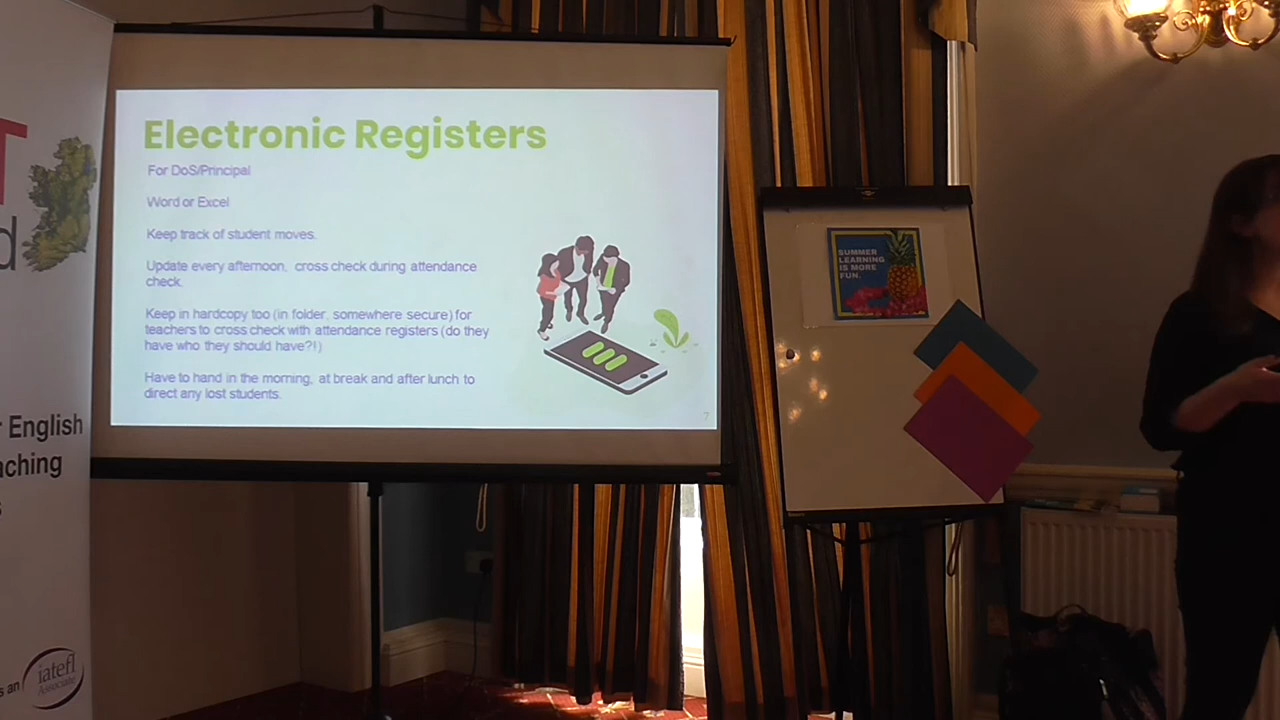 T
d
r English
aching
s
s an
iatefl
Associate
Electronic Registers
For DoS/Principal
Word or Excel
Keep track of student moves.
Update every afternoon, cross check during attendance
check.
Keep in hardcopy too (in folder, somewhere secure) for
teachers to cross check with attendance registers (do they
have who they should have?!)
Have to hand in the morning, at break and after lunch to
direct any lost students.
7
SUMMER
LEARNING
IS MORE
FUN.